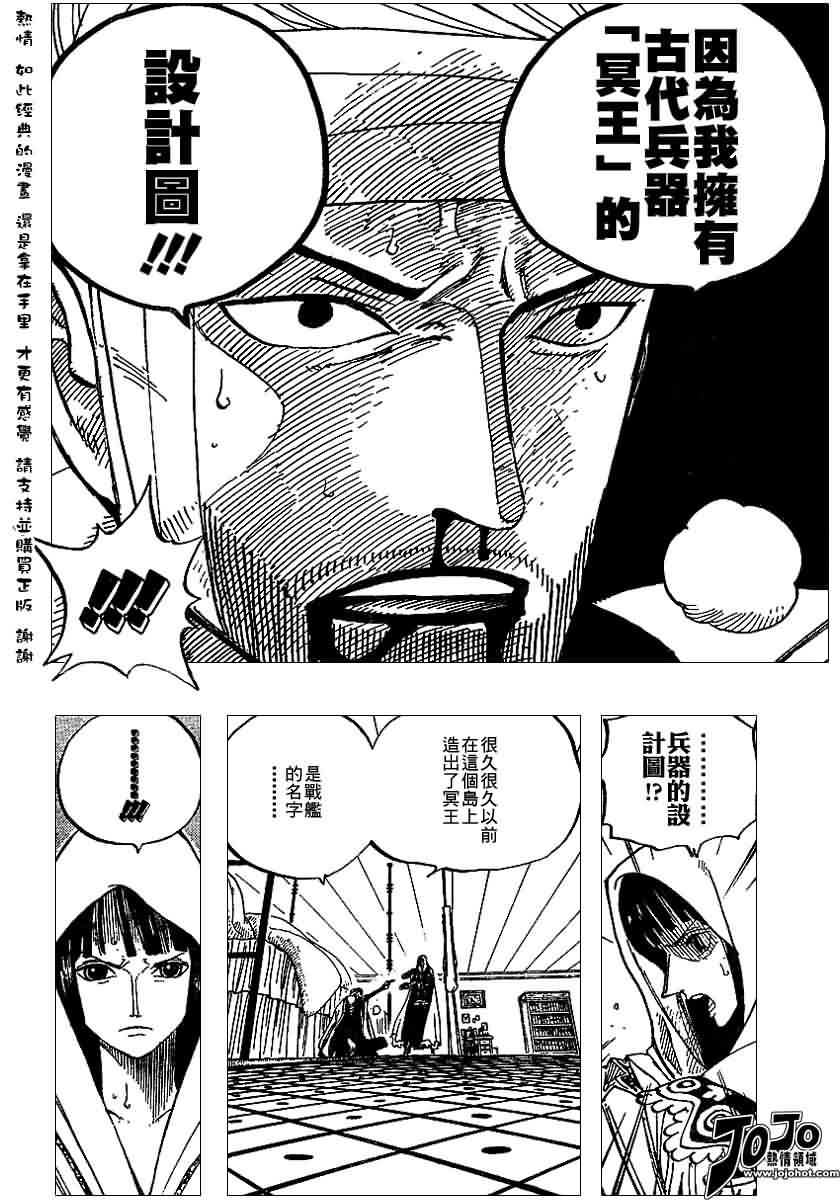 因為我擁有
古代兵器
「冥王」的
設計圖!!!
!!!!
………
兵器的設
計圖!?
很久很久以前
在這個島上
造出了冥王
是戰艦
的名字
………
………!!!
熱情 如此經典的漫畫 還是拿在手里 才更有感覺 請支持並購買正版 謝謝
JOJO
熱情領域
www.jojohot.com